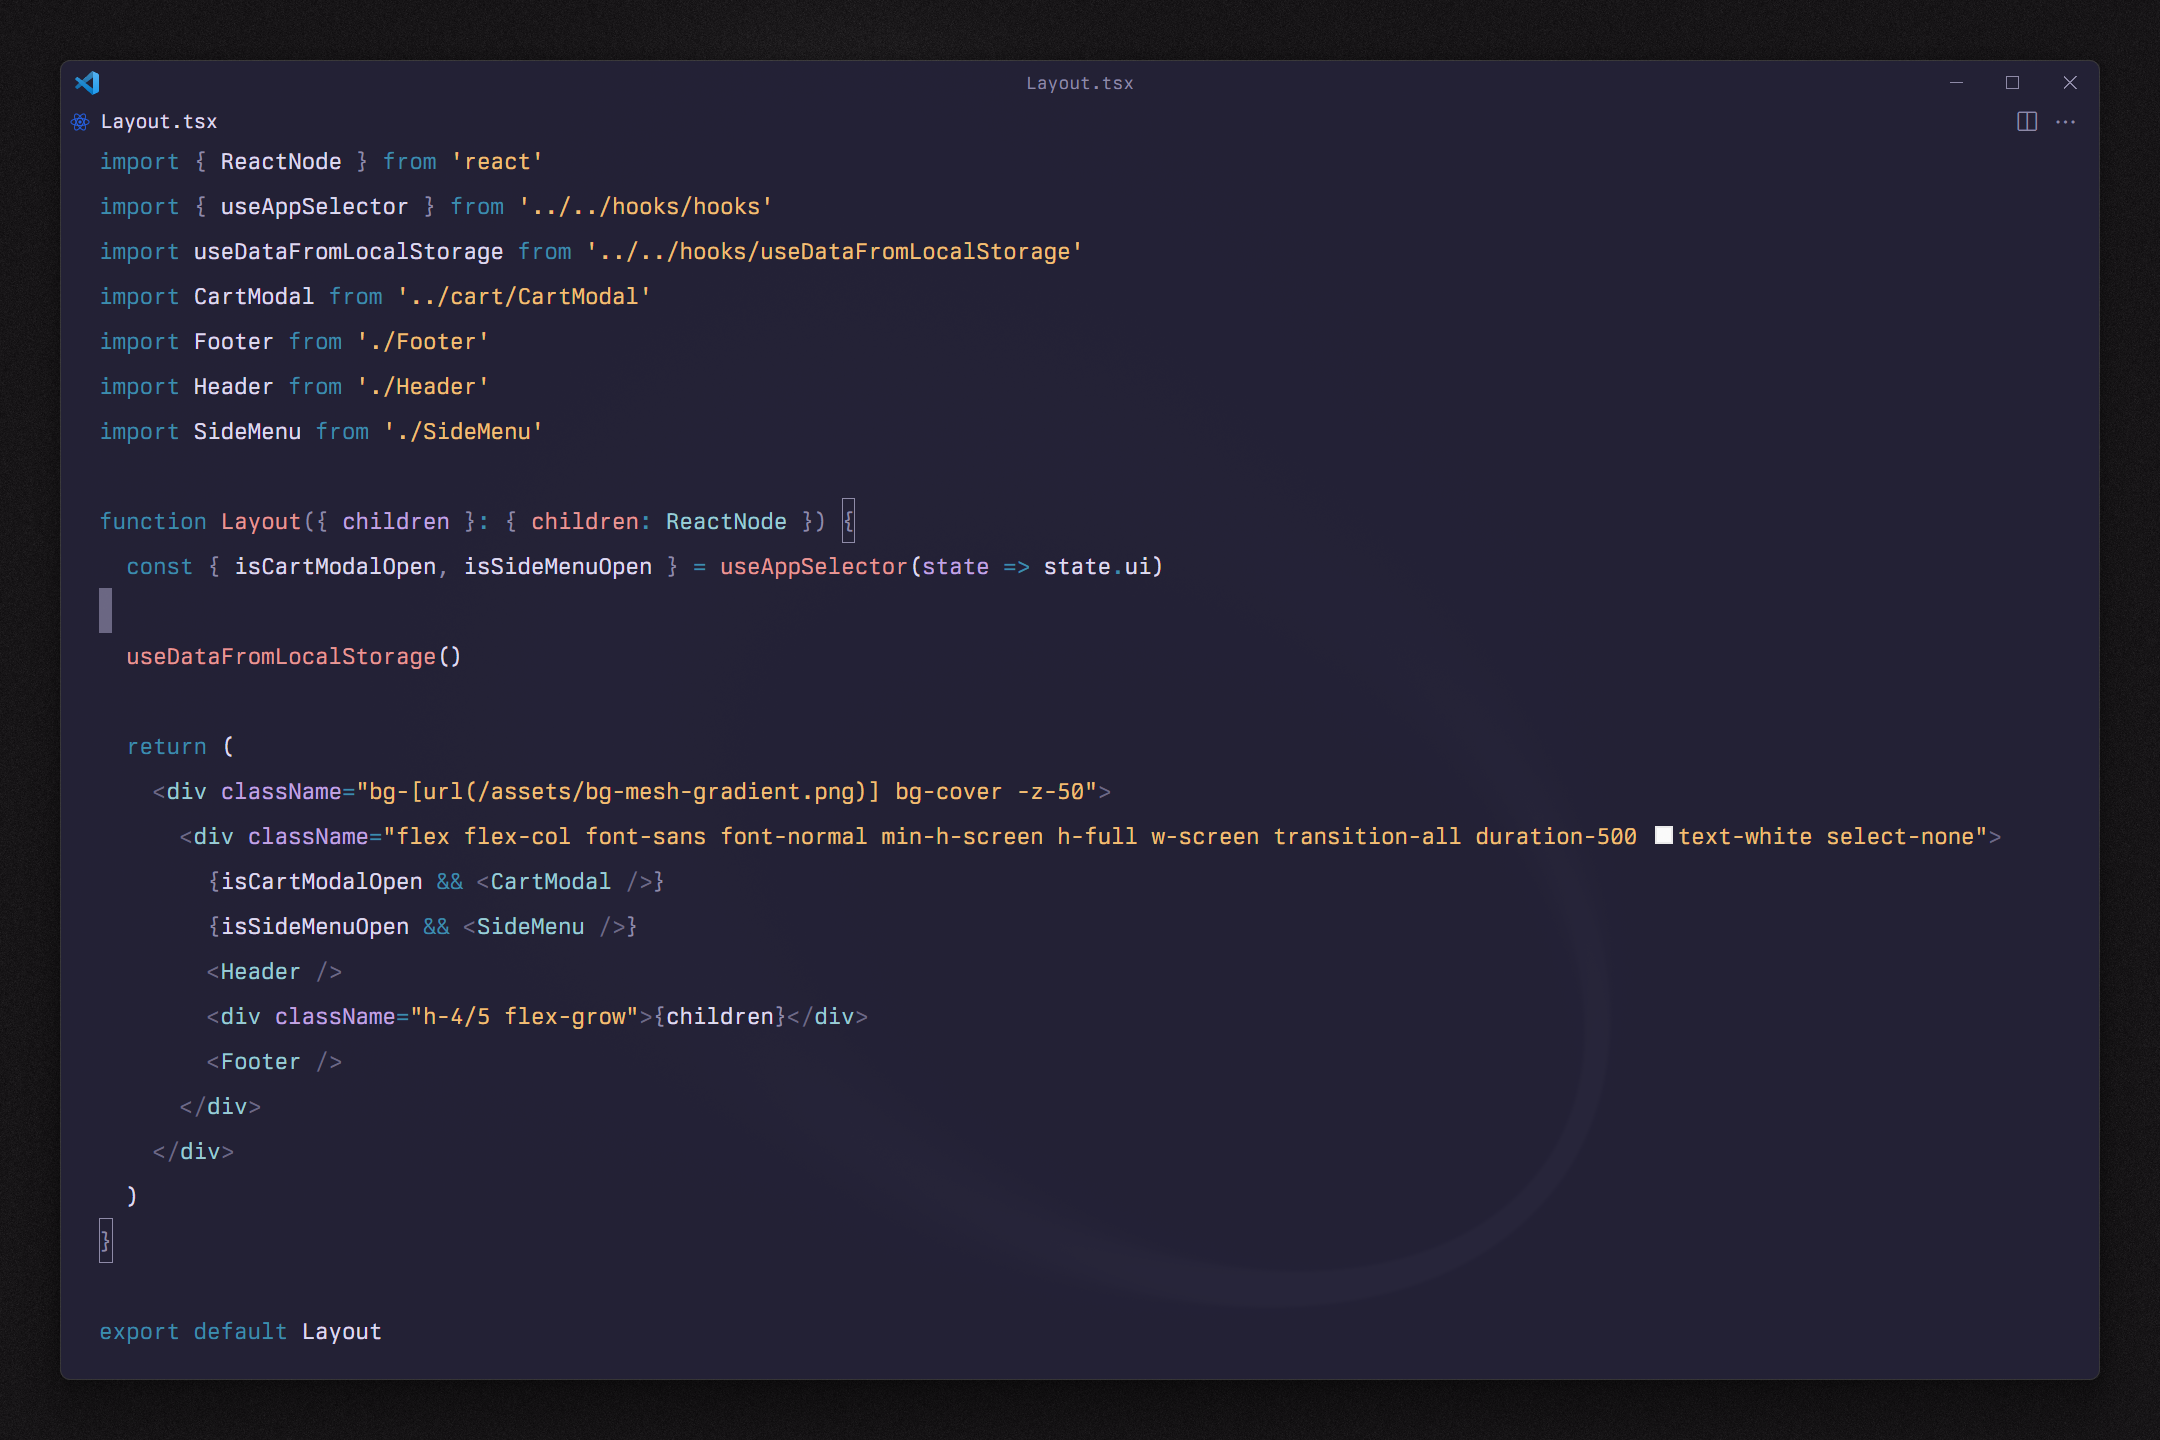 Layout.tsx
Layout.tsx
import { ReactNode } from 'react'
import { useAppSelector } from '../../hooks/hooks'
import useDataFromLocalStorage from '../../hooks/useDataFromLocalStorage'
import CartModal from '../cart/CartModal'
import Footer from './Footer'
import Header from './Header'
import SideMenu from './SideMenu'
function Layout({ children }: { children: ReactNode }) {
  const { isCartModalOpen, isSideMenuOpen } = useAppSelector(state => state.ui)
  useDataFromLocalStorage()
  return (
    <div className="bg-[url(/assets/bg-mesh-gradient.png)] bg-cover -z-50">
      <div className="flex flex-col font-sans font-normal min-h-screen h-full w-screen transition-all duration-500 text-white select-none">
        {isCartModalOpen && <CartModal />}
        {isSideMenuOpen && <SideMenu />}
        <Header />
        <div className="h-4/5 flex-grow">{children}</div>
        <Footer />
      </div>
    </div>
  )
}
export default Layout